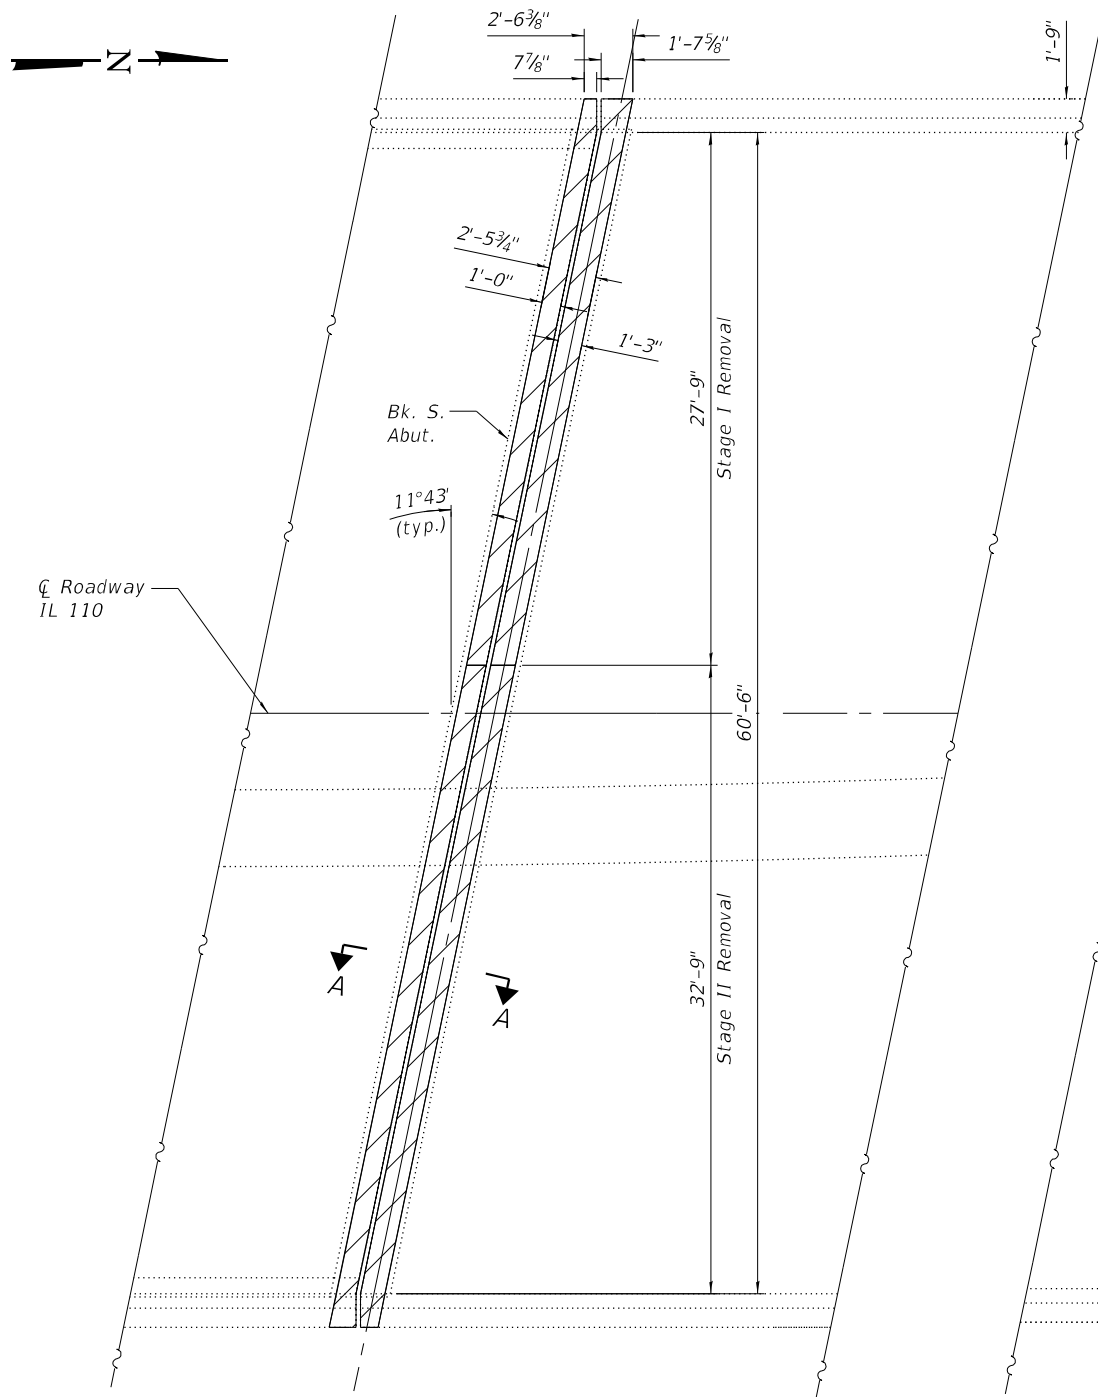 2'-6⅜"
1'-7⅝"
7⅞"
1'-9"
N
2'-5¾"
1'-0"
1'-3"
27'-9"
Stage I Removal
Bk. S.
Abut.
11°43'
(typ.)
℄ Roadway
IL 110
60'-6"
32'-9"
Stage II Removal
A
A